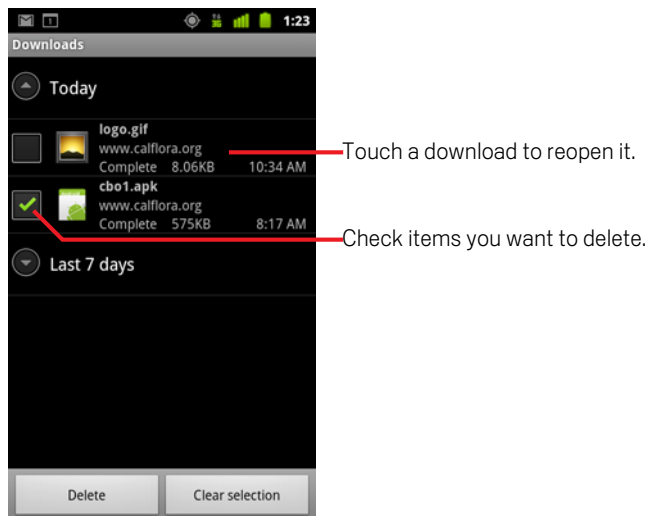 1 1:23
Downloads
Today
logo.gif
www.calflora.org
Complete 8.06KB 10:34 AM
Touch a download to reopen it.
cbo1.apk
www.calflora.org
Complete 575KB 8:17 AM
Check items you want to delete.
Last 7 days
Delete Clear selection